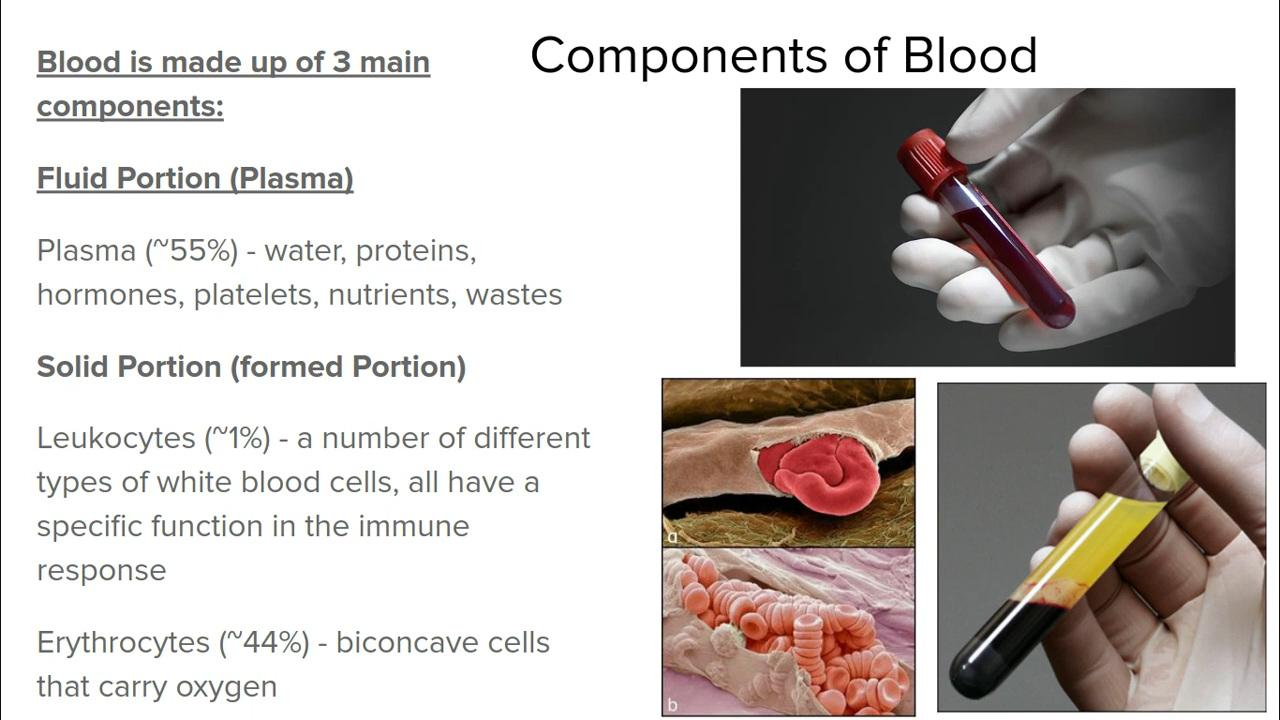 Components of Blood
Blood is made up of 3 main
components:
Fluid Portion (Plasma)
Plasma (~55%) - water, proteins,
hormones, platelets, nutrients, wastes
Solid Portion (formed Portion)
Leukocytes (~1%) - a number of different
types of white blood cells, all have a
specific function in the immune
response
Erythrocytes (~44%) - biconcave cells
that carry oxygen
a
b